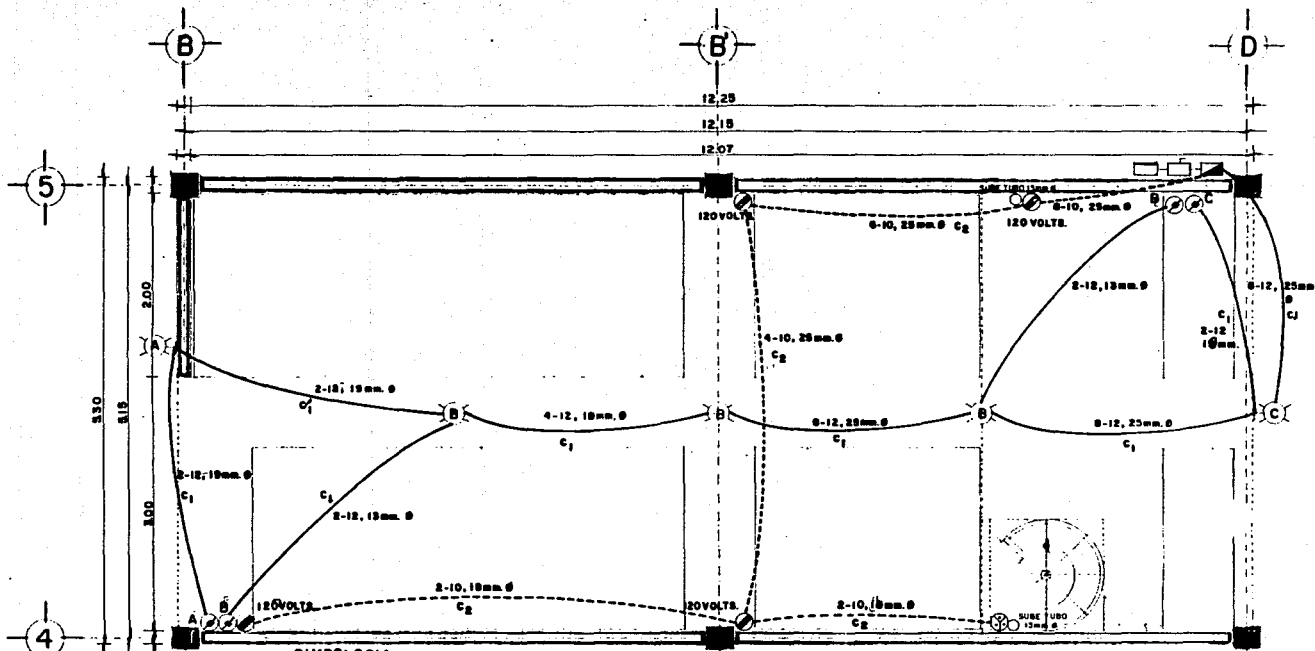 B B' D
12.25
12.15
12.07
5
SUBE TUBO 13mm Ø
120 VOLTS.
6-10, 25mm. Ø
C2
120 VOLTS.
6-10, 25mm. Ø
B C
2.00
2-12, 13mm. Ø
C1
2-12
19mm.
6-12, 25mm
Ø
C1
4-10, 25mm. Ø
C2
A
2-12, 19mm. Ø
C1
B
4-12, 19mm. Ø
C1
B
6-12, 25mm. Ø
C1
B
8-12, 25mm. Ø
C1
C
5.30
5.15
3.00
2-12, 19mm. Ø
C1
C1
2-12, 13mm. Ø
A B
120 VOLTS.
2-10, 19mm. Ø
C2
120 VOLTS.
2-10, 19mm. Ø
C2
SUBE TUBO
13mm Ø
4